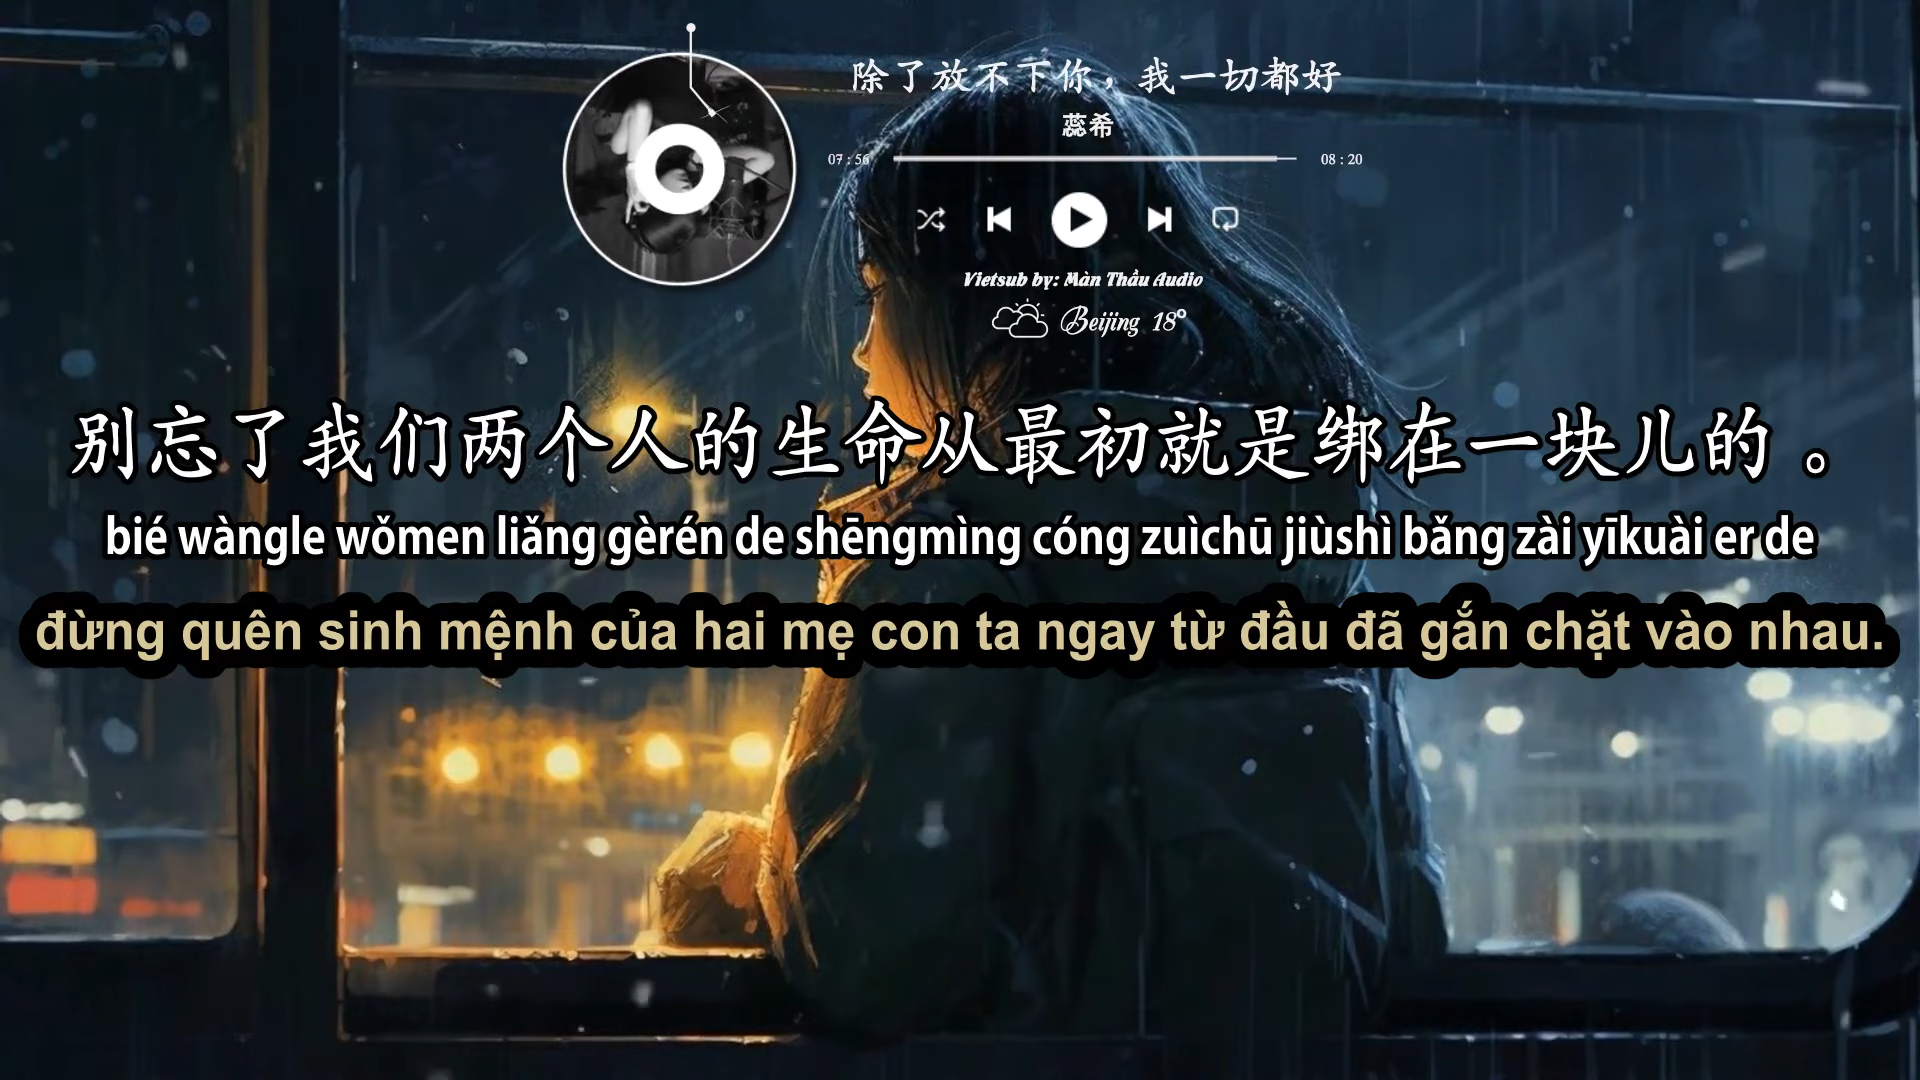 除了放不下你，我一切都好
蕊希
07 : 56
08 : 20
Vietsub by: Màn Thầu Audio
Beijing 18°
别忘了我们两个人的生命从最初就是绑在一块儿的 。
bié wàngle wǒmen liǎng gèrén de shēngmìng cóng zuìchū jiùshì bǎng zài yīkuài er de
đừng quên sinh mệnh của hai mẹ con ta ngay từ đầu đã gắn chặt vào nhau.